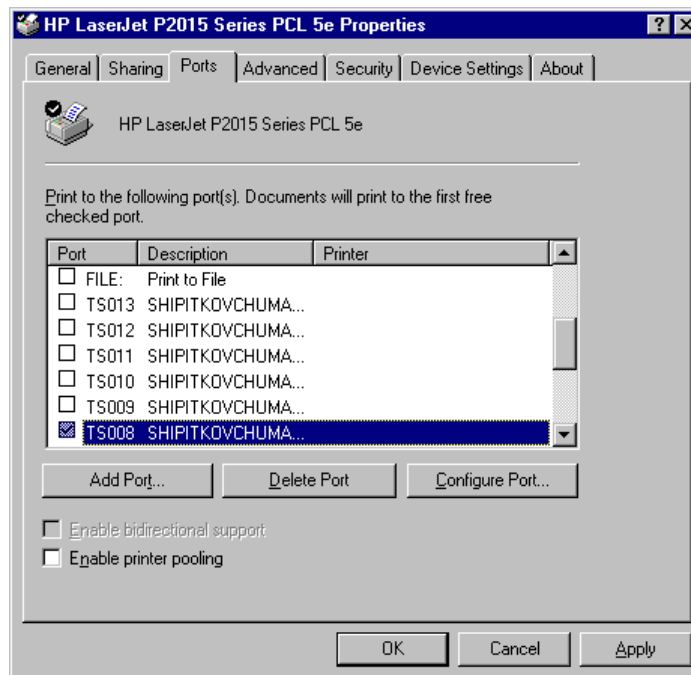 HP LaserJet P2015 Series PCL 5e Properties
General Sharing Ports Advanced Security Device Settings About
HP LaserJet P2015 Series PCL 5e
Print to the following port(s). Documents will print to the first free
checked port.
Port Description Printer
FILE: Print to File
TS013 SHIPITKOVCHUMA...
TS012 SHIPITKOVCHUMA...
TS011 SHIPITKOVCHUMA...
TS010 SHIPITKOVCHUMA...
TS009 SHIPITKOVCHUMA...
TS008 SHIPITKOVCHUMA...
Add Port... Delete Port Configure Port...
Enable bidirectional support
Enable printer pooling
OK Cancel Apply